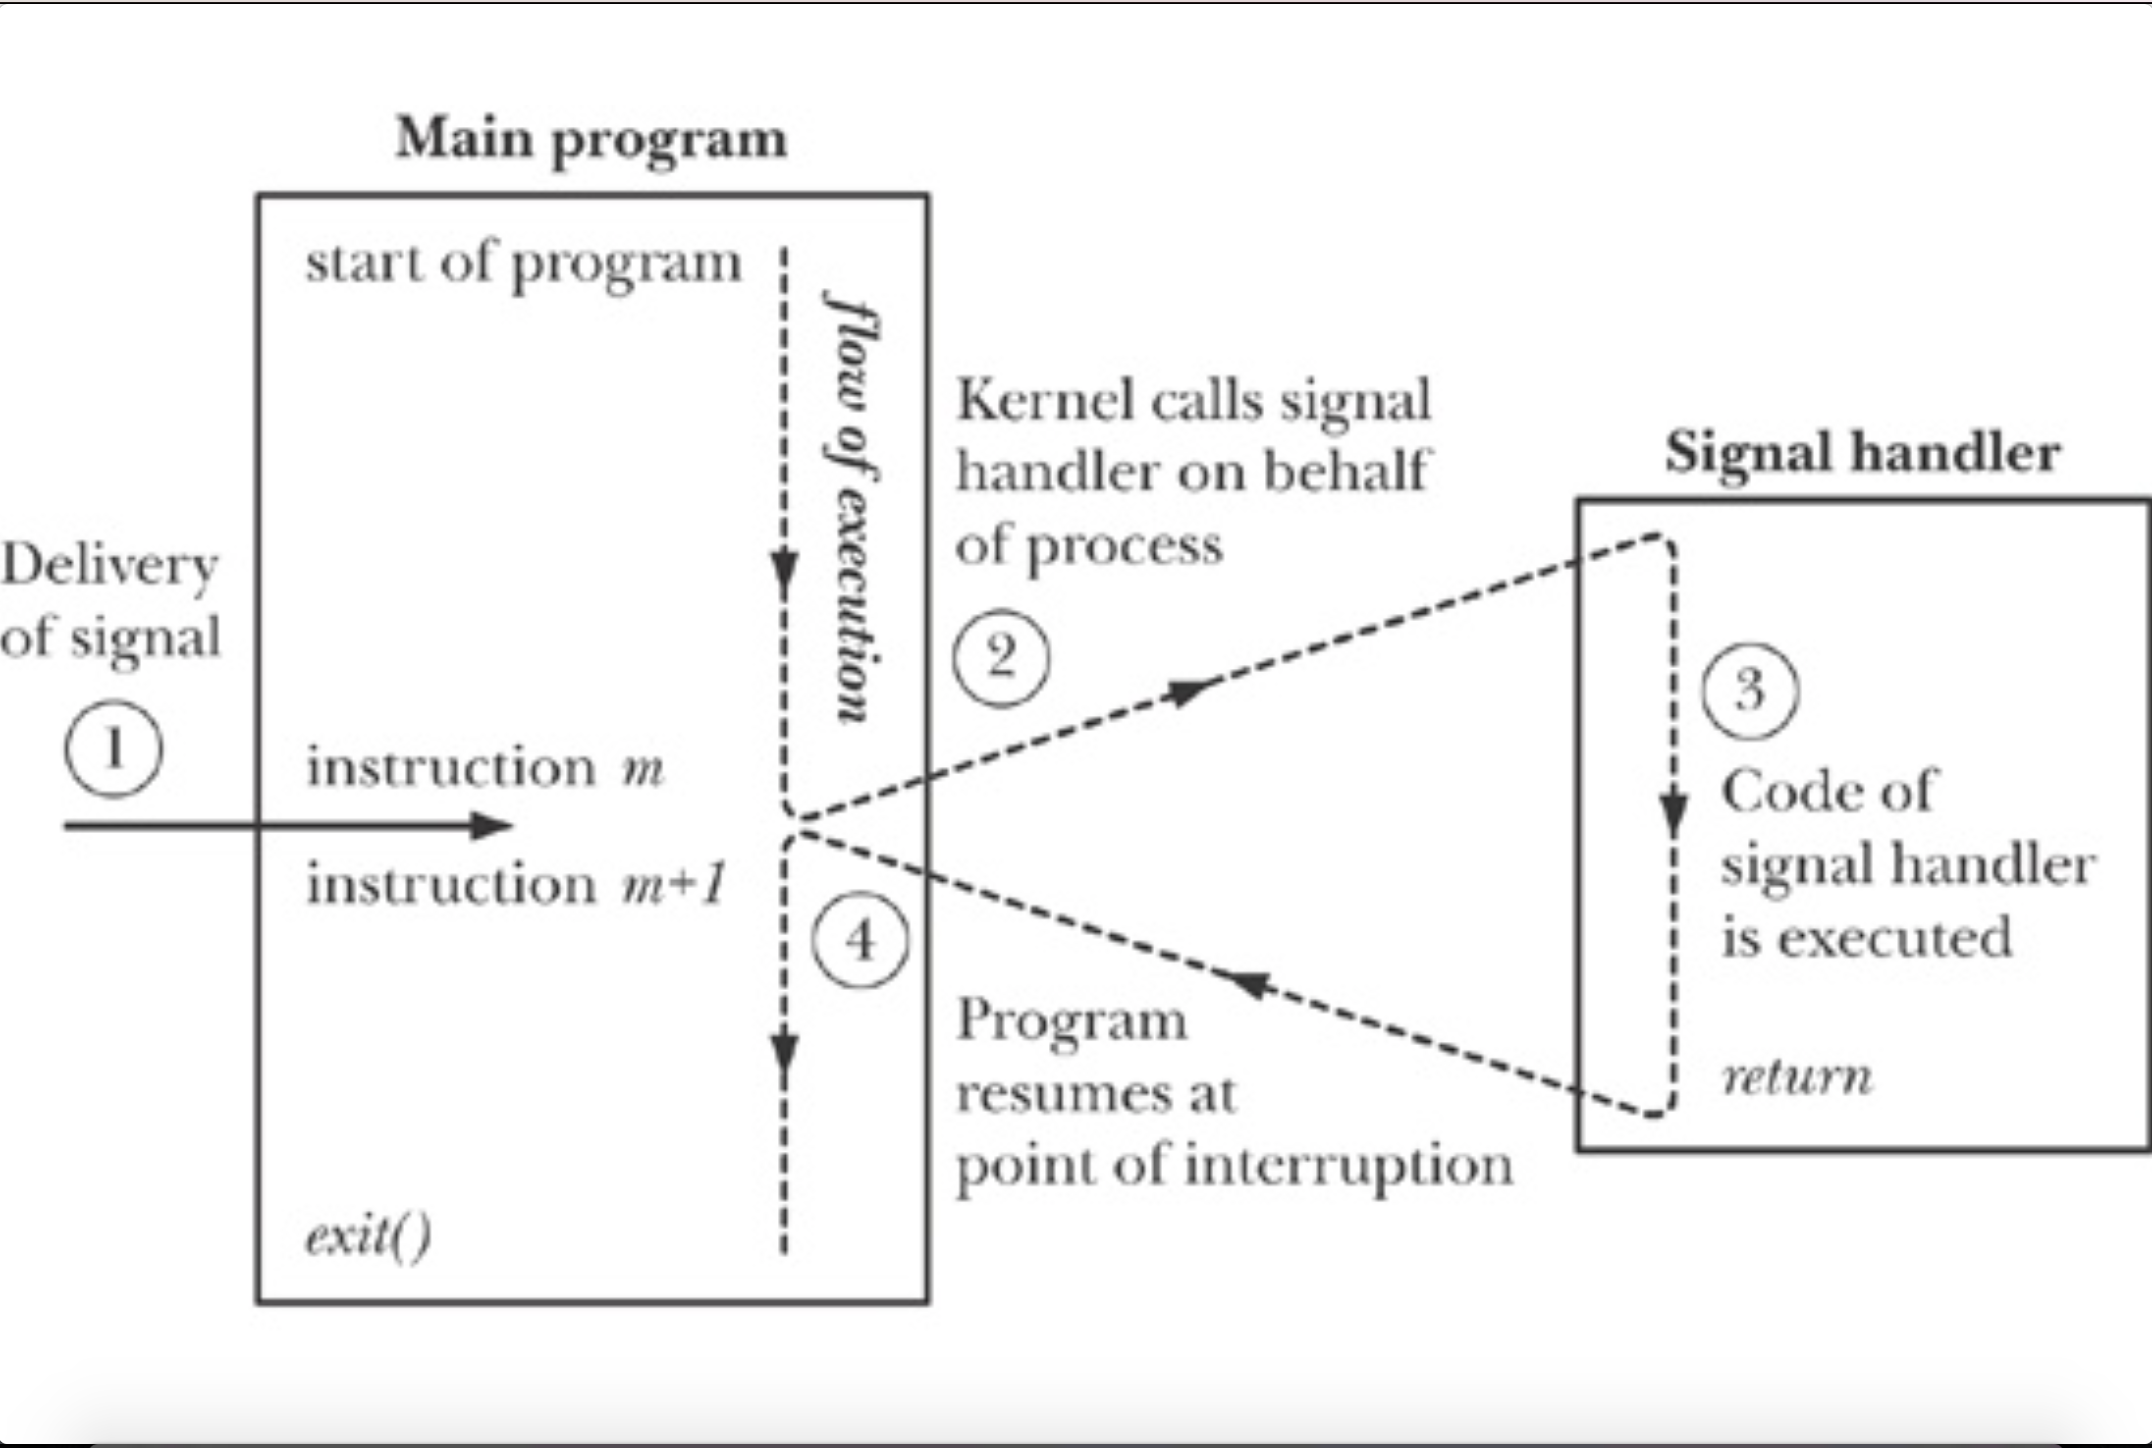 Main program
start of program
flow of execution
Kernel calls signal
handler on behalf
of process
2
Signal handler
Delivery
of signal
1
instruction m
instruction m+1
3
Code of
signal handler
is executed
return
4
Program
resumes at
point of interruption
exit()